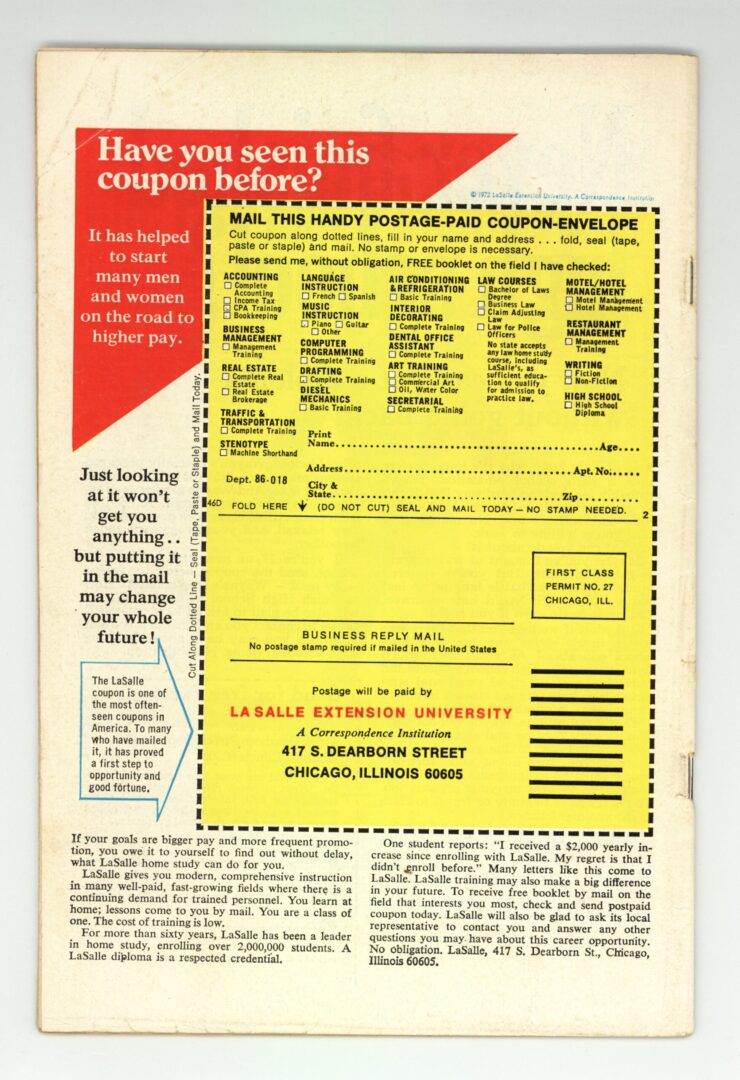 Have you seen this
coupon before?
© 1972 LaSalle Extension University, A Correspondence Institution
It has helped
to start
many men
and women
on the road to
higher pay.
MAIL THIS HANDY POSTAGE-PAID COUPON-ENVELOPE
Cut coupon along dotted lines, fill in your name and address . . . fold, seal (tape,
paste or staple) and mail. No stamp or envelope is necessary.
Please send me, without obligation, FREE booklet on the field I have checked:
ACCOUNTING
Complete
Accounting
Income Tax
CPA Training
Bookkeeping
BUSINESS
MANAGEMENT
Management
Training
REAL ESTATE
Complete Real
Estate
Real Estate
Brokerage
TRAFFIC &
TRANSPORTATION
Complete Training
STENOTYPE
Machine Shorthand
LANGUAGE
INSTRUCTION
French Spanish
MUSIC
INSTRUCTION
Piano Guitar
Other
COMPUTER
PROGRAMMING
Complete Training
DRAFTING
Complete Training
DIESEL
MECHANICS
Basic Training
AIR CONDITIONING
& REFRIGERATION
Basic Training
INTERIOR
DECORATING
Complete Training
DENTAL OFFICE
ASSISTANT
Complete Training
ART TRAINING
Complete Training
Commercial Art
Oil, Water Color
SECRETARIAL
Complete Training
LAW COURSES
Bachelor of Laws
Degree
Business Law
Claim Adjusting
Law
Law for Police
Officers
No state accepts
any law home study
course, including
LaSalle's, as
sufficient educa-
tion to qualify
for admission to
practice law.
MOTEL/HOTEL
MANAGEMENT
Motel Management
Hotel Management
RESTAURANT
MANAGEMENT
Management
Training
WRITING
Fiction
Non-Fiction
HIGH SCHOOL
High School
Diploma
Print
Name.....Age....
Address.....Apt. No.....
Dept. 86-018
City &
State.....Zip.....
46D FOLD HERE ↓ (DO NOT CUT) SEAL AND MAIL TODAY — NO STAMP NEEDED. 2
Cut Along Dotted Line — Seal (Tape, Paste or Staple) and Mail Today.
Just looking
at it won't
get you
anything . .
but putting it
in the mail
may change
your whole
future!
The LaSalle
coupon is one of
the most often-
seen coupons in
America. To many
who have mailed
it, it has proved
a first step to
opportunity and
good fortune.
FIRST CLASS
PERMIT NO. 27
CHICAGO, ILL.
BUSINESS REPLY MAIL
No postage stamp required if mailed in the United States
Postage will be paid by
LA SALLE EXTENSION UNIVERSITY
A Correspondence Institution
417 S. DEARBORN STREET
CHICAGO, ILLINOIS 60605
If your goals are bigger pay and more frequent promo-
tion, you owe it to yourself to find out without delay,
what LaSalle home study can do for you.
LaSalle gives you modern, comprehensive instruction
in many well-paid, fast-growing fields where there is a
continuing demand for trained personnel. You learn at
home; lessons come to you by mail. You are a class of
one. The cost of training is low.
For more than sixty years, LaSalle has been a leader
in home study, enrolling over 2,000,000 students. A
LaSalle diploma is a respected credential.
One student reports: "I received a $2,000 yearly in-
crease since enrolling with LaSalle. My regret is that I
didn't enroll before." Many letters like this come to
LaSalle. LaSalle training may also make a big difference
in your future. To receive free booklet by mail on the
field that interests you most, check and send postpaid
coupon today. LaSalle will also be glad to ask its local
representative to contact you and answer any other
questions you may have about this career opportunity.
No obligation. LaSalle, 417 S. Dearborn St., Chicago,
Illinois 60605.